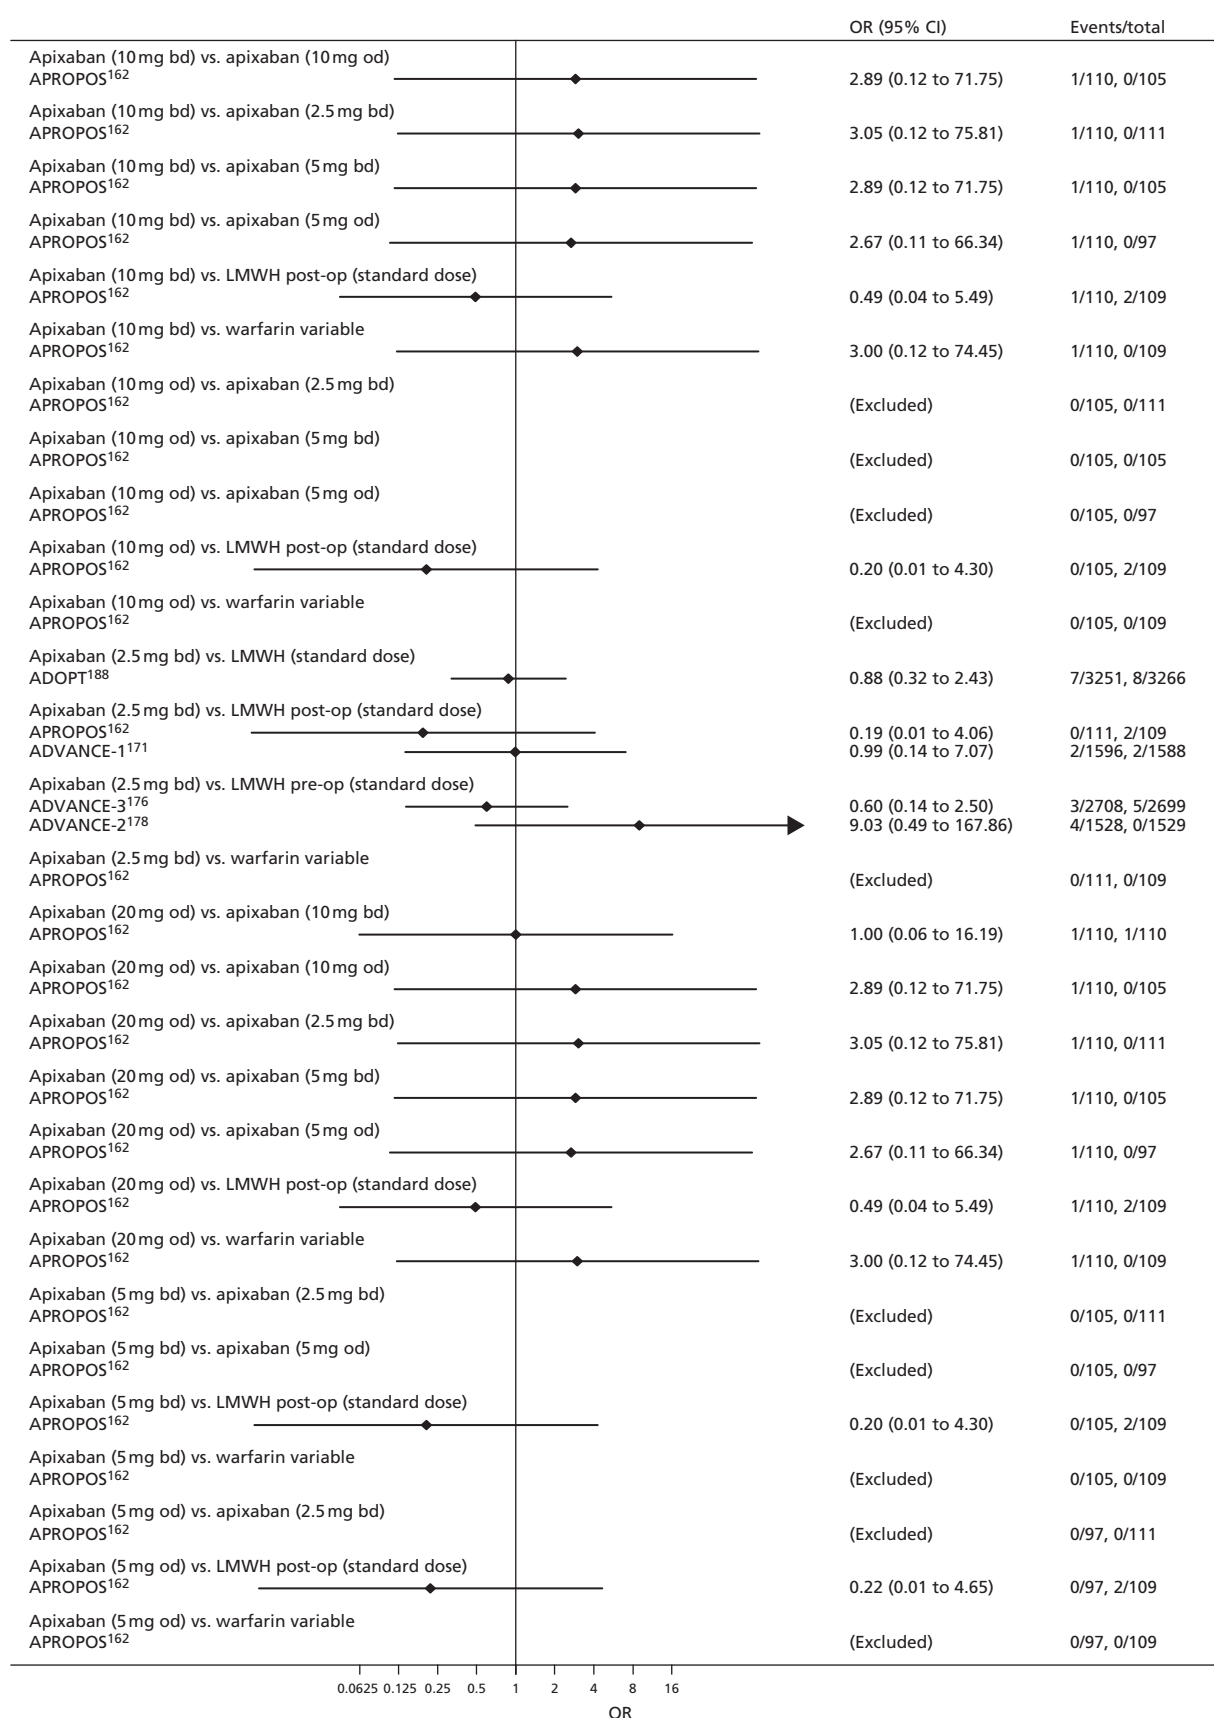 OR (95% CI) Events/total
Apixaban (10 mg bd) vs. apixaban (10 mg od)
APROPOS162 2.89 (0.12 to 71.75) 1/110, 0/105
Apixaban (10 mg bd) vs. apixaban (2.5 mg bd)
APROPOS162 3.05 (0.12 to 75.81) 1/110, 0/111
Apixaban (10 mg bd) vs. apixaban (5 mg bd)
APROPOS162 2.89 (0.12 to 71.75) 1/110, 0/105
Apixaban (10 mg bd) vs. apixaban (5 mg od)
APROPOS162 2.67 (0.11 to 66.34) 1/110, 0/97
Apixaban (10 mg bd) vs. LMWH post-op (standard dose)
APROPOS162 0.49 (0.04 to 5.49) 1/110, 2/109
Apixaban (10 mg bd) vs. warfarin variable
APROPOS162 3.00 (0.12 to 74.45) 1/110, 0/109
Apixaban (10 mg od) vs. apixaban (2.5 mg bd)
APROPOS162 (Excluded) 0/105, 0/111
Apixaban (10 mg od) vs. apixaban (5 mg bd)
APROPOS162 (Excluded) 0/105, 0/105
Apixaban (10 mg od) vs. apixaban (5 mg od)
APROPOS162 (Excluded) 0/105, 0/97
Apixaban (10 mg od) vs. LMWH post-op (standard dose)
APROPOS162 0.20 (0.01 to 4.30) 0/105, 2/109
Apixaban (10 mg od) vs. warfarin variable
APROPOS162 (Excluded) 0/105, 0/109
Apixaban (2.5 mg bd) vs. LMWH (standard dose)
ADOPT188 0.88 (0.32 to 2.43) 7/3251, 8/3266
Apixaban (2.5 mg bd) vs. LMWH post-op (standard dose)
APROPOS162 0.19 (0.01 to 4.06) 0/111, 2/109
ADVANCE-1171 0.99 (0.14 to 7.07) 2/1596, 2/1588
Apixaban (2.5 mg bd) vs. LMWH pre-op (standard dose)
ADVANCE-3176 0.60 (0.14 to 2.50) 3/2708, 5/2699
ADVANCE-2178 9.03 (0.49 to 167.86) 4/1528, 0/1529
Apixaban (2.5 mg bd) vs. warfarin variable
APROPOS162 (Excluded) 0/111, 0/109
Apixaban (20 mg od) vs. apixaban (10 mg bd)
APROPOS162 1.00 (0.06 to 16.19) 1/110, 1/110
Apixaban (20 mg od) vs. apixaban (10 mg od)
APROPOS162 2.89 (0.12 to 71.75) 1/110, 0/105
Apixaban (20 mg od) vs. apixaban (2.5 mg bd)
APROPOS162 3.05 (0.12 to 75.81) 1/110, 0/111
Apixaban (20 mg od) vs. apixaban (5 mg bd)
APROPOS162 2.89 (0.12 to 71.75) 1/110, 0/105
Apixaban (20 mg od) vs. apixaban (5 mg od)
APROPOS162 2.67 (0.11 to 66.34) 1/110, 0/97
Apixaban (20 mg od) vs. LMWH post-op (standard dose)
APROPOS162 0.49 (0.04 to 5.49) 1/110, 2/109
Apixaban (20 mg od) vs. warfarin variable
APROPOS162 3.00 (0.12 to 74.45) 1/110, 0/109
Apixaban (5 mg bd) vs. apixaban (2.5 mg bd)
APROPOS162 (Excluded) 0/105, 0/111
Apixaban (5 mg bd) vs. apixaban (5 mg od)
APROPOS162 (Excluded) 0/105, 0/97
Apixaban (5 mg bd) vs. LMWH post-op (standard dose)
APROPOS162 0.20 (0.01 to 4.30) 0/105, 2/109
Apixaban (5 mg bd) vs. warfarin variable
APROPOS162 (Excluded) 0/105, 0/109
Apixaban (5 mg od) vs. apixaban (2.5 mg bd)
APROPOS162 (Excluded) 0/97, 0/111
Apixaban (5 mg od) vs. LMWH post-op (standard dose)
APROPOS162 0.22 (0.01 to 4.65) 0/97, 2/109
Apixaban (5 mg od) vs. warfarin variable
APROPOS162 (Excluded) 0/97, 0/109
0.0625 0.125 0.25 0.5 1 2 4 8 16
OR